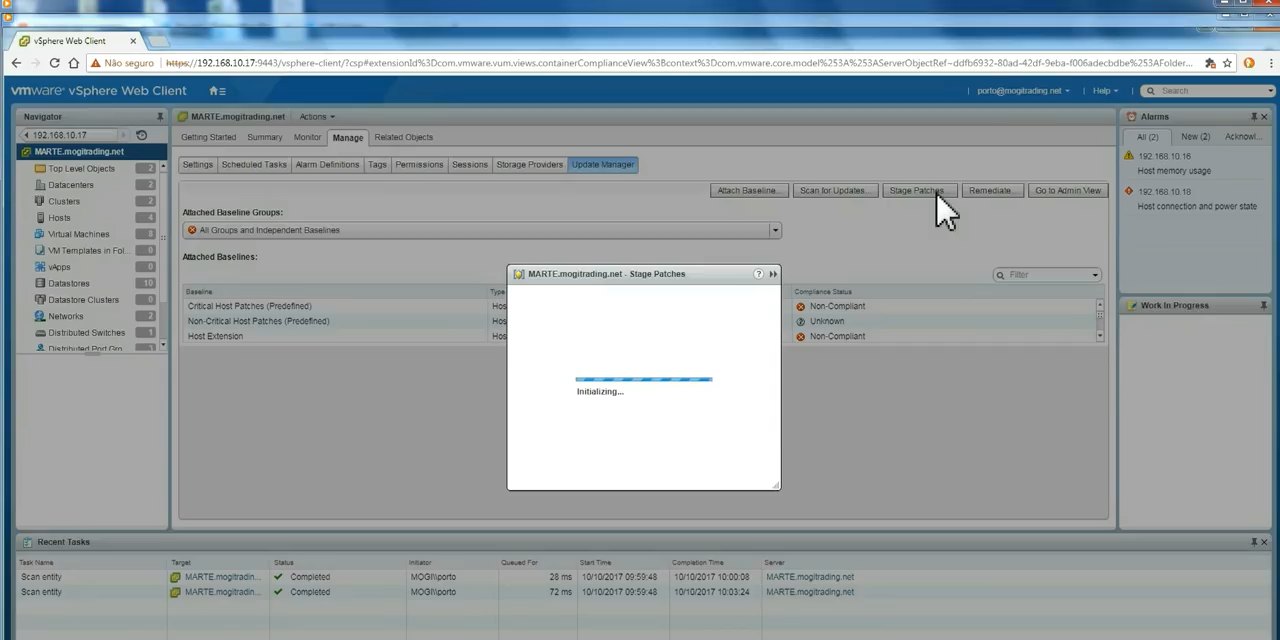 vSphere Web Client
Não seguro
https://192.168.10.17:9443/vsphere-client/?csp#extensionId%3Dcom.vmware.vum.views.containerComplianceView%3Bcontext%3Dcom.vmware.core.model%253A%253AServerObjectRef~ddfb6932-80ad-42df-9eba-f006adecbdbe%253AFolder...
vmware vSphere Web Client
porto@mogitrading.net
Help
Search
Navigator
192.168.10.17
MARTE.mogitrading.net
Top Level Objects 2
Datacenters 2
Clusters 2
Hosts 4
Virtual Machines 2
VM Templates in Fol... 0
vApps 0
Datastores 10
Datastore Clusters 0
Networks 2
Distributed Switches 1
Distributed Port Gro...
MARTE.mogitrading.net Actions
Getting Started Summary Monitor Manage Related Objects
Settings Scheduled Tasks Alarm Definitions Tags Permissions Sessions Storage Providers Update Manager
Attach Baseline... Scan for Updates... Stage Patches... Remediate... Go to Admin View
Attached Baseline Groups:
All Groups and Independent Baselines
Attached Baselines:
Filter
Baseline Type Compliance Status
Critical Host Patches (Predefined) Hos Non-Compliant
Non-Critical Host Patches (Predefined) Hos Unknown
Host Extension Hos Non-Compliant
MARTE.mogitrading.net - Stage Patches
Initializing...
Alarms
All (2) New (2) Acknowl...
192.168.10.16
Host memory usage
192.168.10.18
Host connection and power state
Work In Progress
Recent Tasks
Task Name Target Status Initiator Queued For Start Time Completion Time Server
Scan entity MARTE.mogitradin... Completed MOGI\porto 28 ms 10/10/2017 09:59:48 10/10/2017 10:00:08 MARTE.mogitrading.net
Scan entity MARTE.mogitradin... Completed MOGI\porto 72 ms 10/10/2017 09:59:48 10/10/2017 10:03:24 MARTE.mogitrading.net